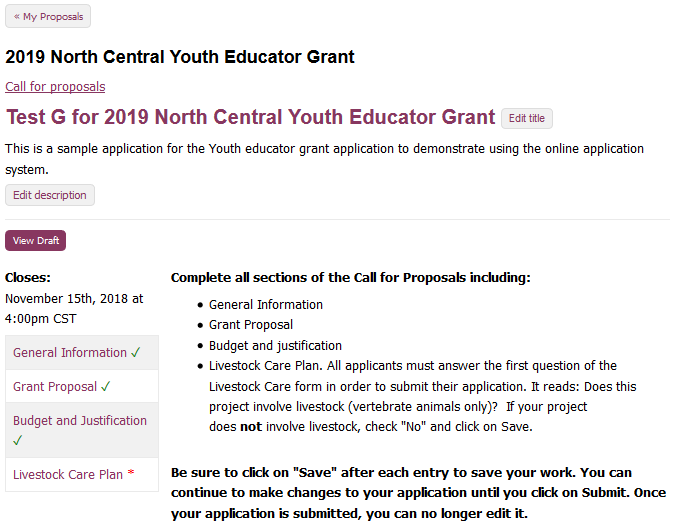 « My Proposals
2019 North Central Youth Educator Grant
Call for proposals
Test G for 2019 North Central Youth Educator Grant Edit title
This is a sample application for the Youth educator grant application to demonstrate using the online application
system.
Edit description
View Draft
Closes:
November 15th, 2018 at
4:00pm CST
General Information ✓
Grant Proposal ✓
Budget and Justification
✓
Livestock Care Plan *
Complete all sections of the Call for Proposals including:
• General Information
• Grant Proposal
• Budget and justification
• Livestock Care Plan. All applicants must answer the first question of the
Livestock Care form in order to submit their application. It reads: Does this
project involve livestock (vertebrate animals only)? If your project
does not involve livestock, check "No" and click on Save.
Be sure to click on "Save" after each entry to save your work. You can
continue to make changes to your application until you click on Submit. Once
your application is submitted, you can no longer edit it.